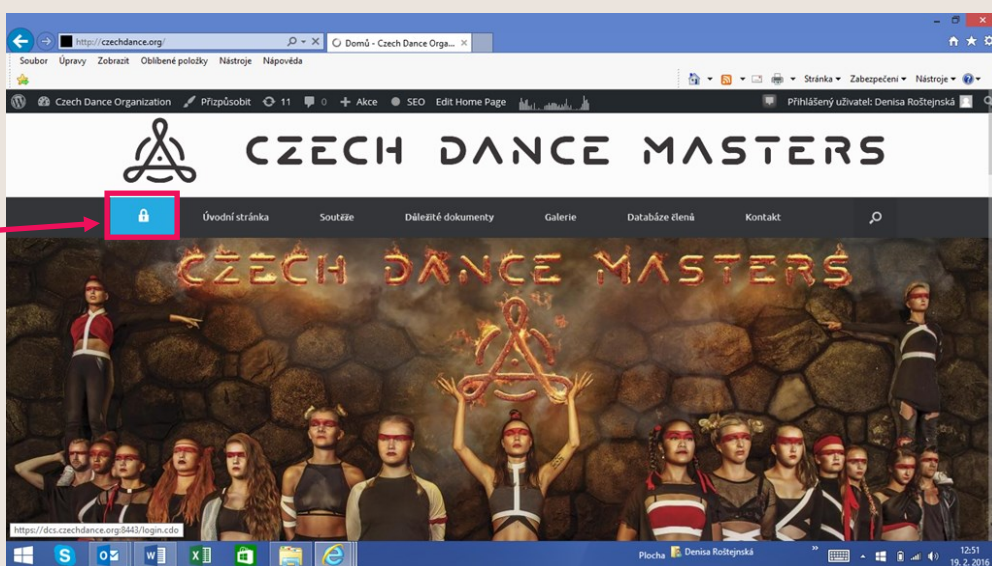 http://czechdance.org/
Domů - Czech Dance Orga...
Soubor Úpravy Zobrazit Oblíbené položky Nástroje Nápověda
Stránka Zabezpečení Nástroje
Czech Dance Organization Přizpůsobit 11 0 + Akce SEO Edit Home Page Přihlášený uživatel: Denisa Roštejnská
CZECH DANCE MASTERS
Úvodní stránka Soutěže Důležité dokumenty Galerie Databáze členů Kontakt
CZECH DANCE MASTERS
https://dcs.czechdance.org:8443/login.cdo
Plocha Denisa Roštejnská » 12:51
19. 2. 2016